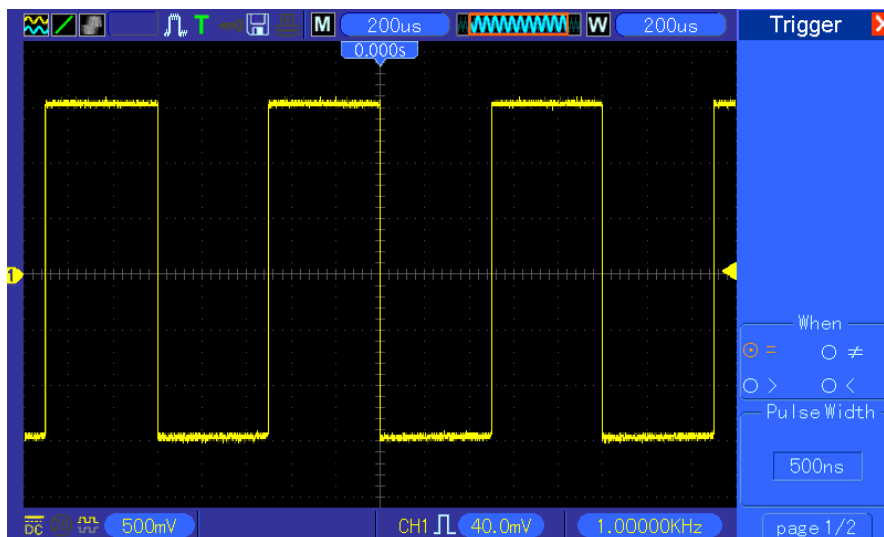 T M 200us W 200us Trigger
0.000s
1
When
= ≠
> <
Pulse Width
500ns
DC 500mV CH1 40.0mV 1.00000KHz page 1/2